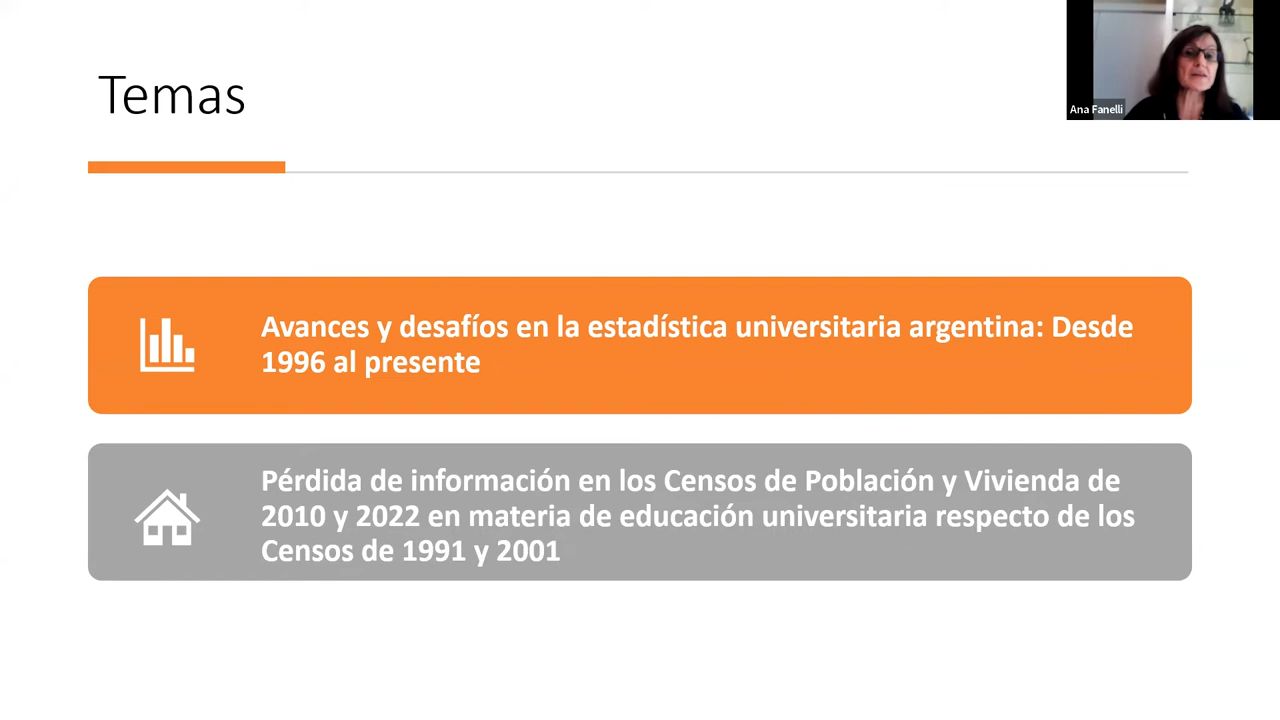 Temas
Ana Fanelli
Avances y desafíos en la estadística universitaria argentina: Desde
1996 al presente
Pérdida de información en los Censos de Población y Vivienda de
2010 y 2022 en materia de educación universitaria respecto de los
Censos de 1991 y 2001